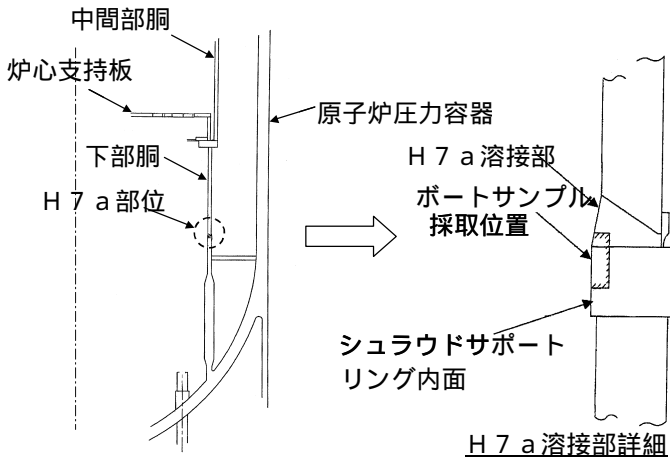 中間部胴
炉心支持板
原子炉圧力容器
下部胴
H7a部位
H7a溶接部
ボートサンプル
採取位置
シュラウドサポート
リング内面
H7a溶接部詳細